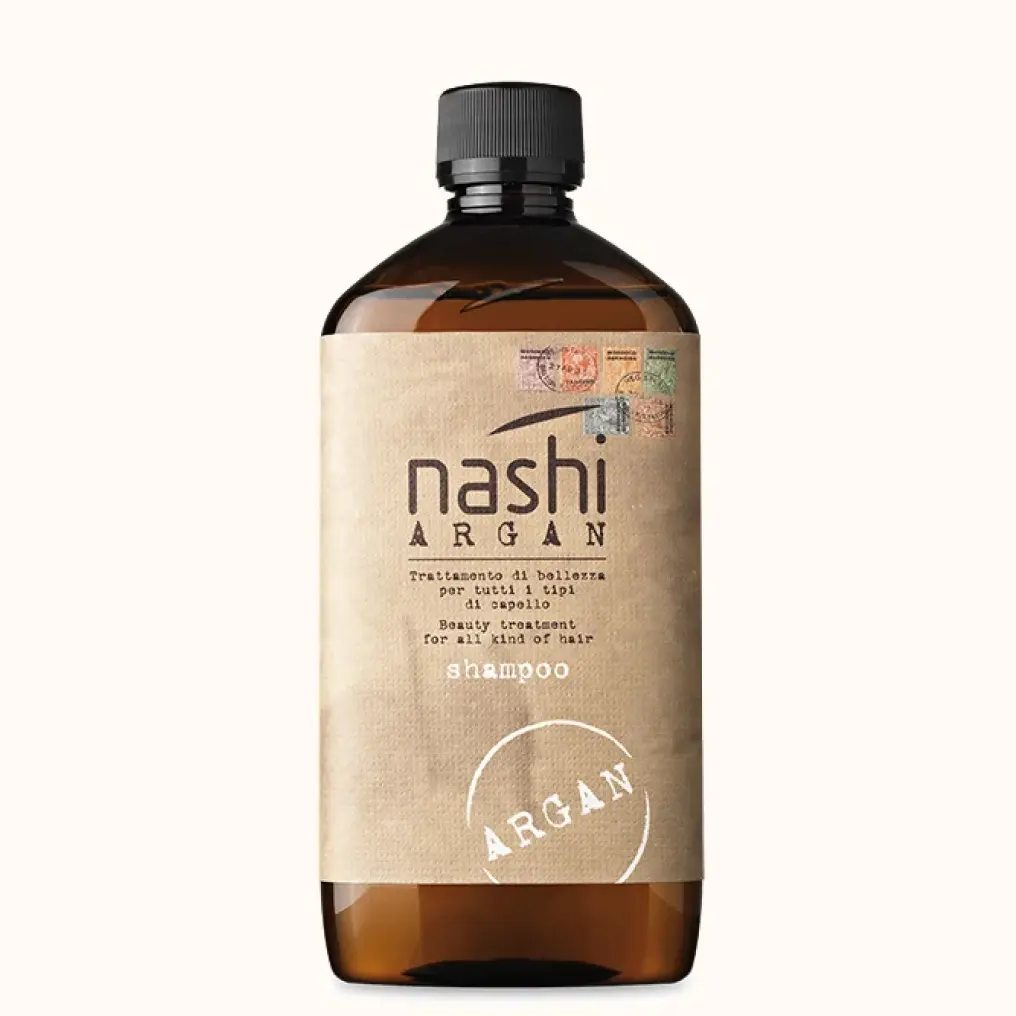 nashi
ARGAN
Trattamento di bellezza
per tutti i tipi
di capello
Beauty treatment
for all kind of hair
shampoo
ARGAN